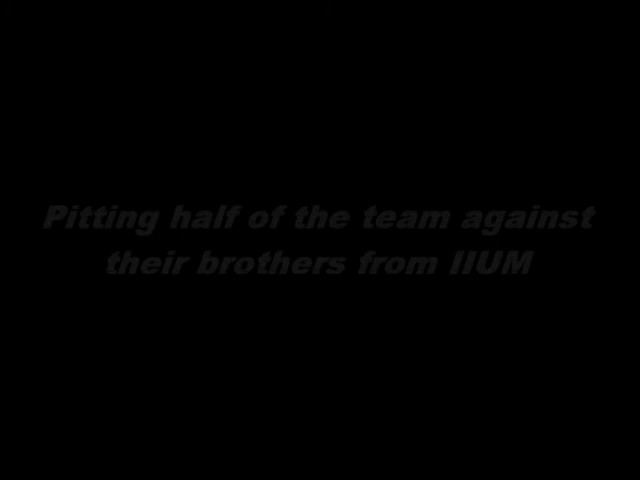 Pitting half of the team against
their brothers from IIUM